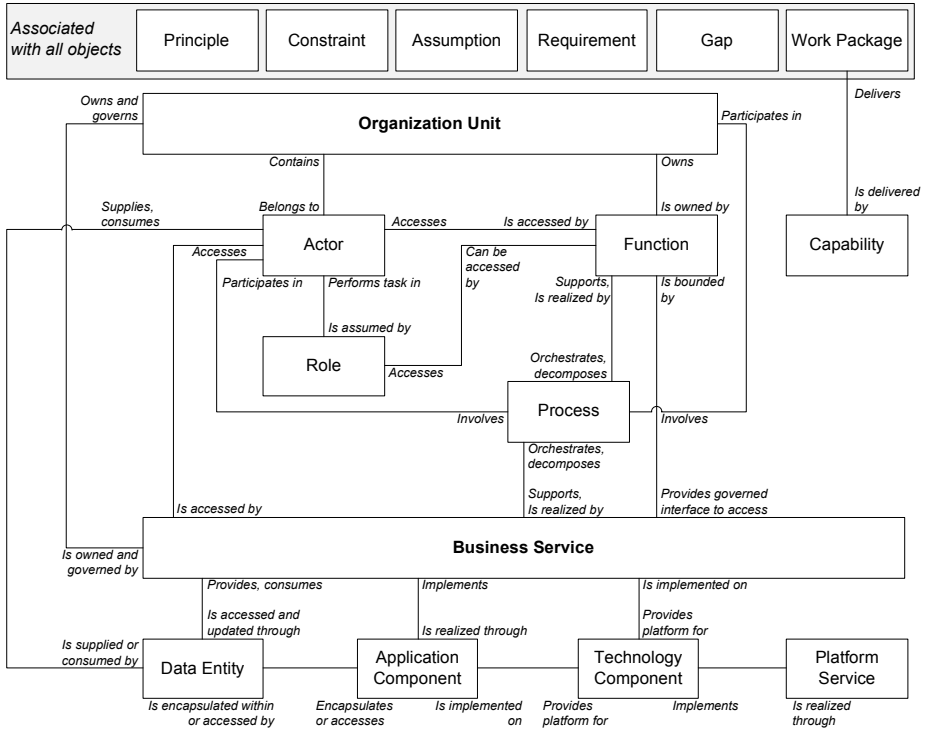 Associated
with all objects
Principle
Constraint
Assumption
Requirement
Gap
Work Package
Owns and
governs
Organization Unit
Participates in
Delivers
Contains
Owns
Supplies,
consumes
Belongs to
Is owned by
Is delivered
by
Actor
Accesses
Is accessed by
Function
Capability
Accesses
Can be
accessed
by
Participates in
Performs task in
Supports,
Is realized by
Is bounded
by
Is assumed by
Role
Accesses
Orchestrates,
decomposes
Process
Involves
Involves
Orchestrates,
decomposes
Is accessed by
Supports,
Is realized by
Provides governed
interface to access
Business Service
Is owned and
governed by
Provides, consumes
Implements
Is implemented on
Is accessed and
updated through
Is realized through
Provides
platform for
Is supplied or
consumed by
Data Entity
Application
Component
Technology
Component
Platform
Service
Is encapsulated within
or accessed by
Encapsulates
or accesses
Is implemented
on
Provides
platform for
Implements
Is realized
through